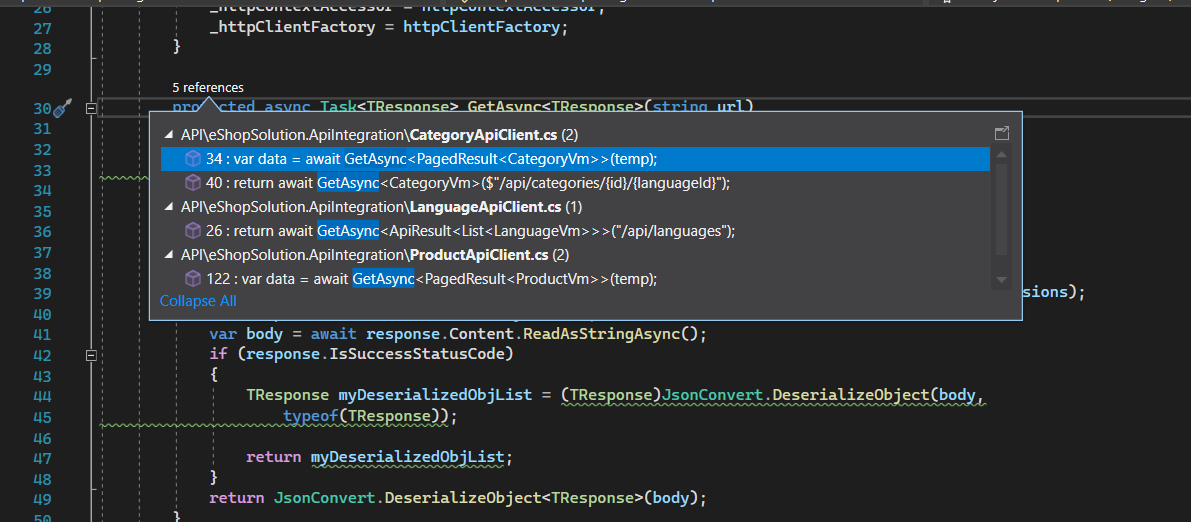 26 _httpContextAccessor = httpContextAccessor;
27 _httpClientFactory = httpClientFactory;
28 }
29
5 references
30 protected async Task<TResponse> GetAsync<TResponse>(string url)
31 API\eShopSolution.ApiIntegration\CategoryApiClient.cs (2)
32 34 : var data = await GetAsync<PagedResult<CategoryVm>>(temp);
33 40 : return await GetAsync<CategoryVm>($"/api/categories/{id}/{languageId}");
34
35 API\eShopSolution.ApiIntegration\LanguageApiClient.cs (1)
36 26 : return await GetAsync<ApiResult<List<LanguageVm>>>("/api/languages");
37 API\eShopSolution.ApiIntegration\ProductApiClient.cs (2)
38 122 : var data = await GetAsync<PagedResult<ProductVm>>(temp);
39 sions);
40 Collapse All
41 var body = await response.Content.ReadAsStringAsync();
42 if (response.IsSuccessStatusCode)
43 {
44 TResponse myDeserializedObjList = (TResponse)JsonConvert.DeserializeObject(body,
45 typeof(TResponse));
46
47 return myDeserializedObjList;
48 }
49 return JsonConvert.DeserializeObject<TResponse>(body);
50 }